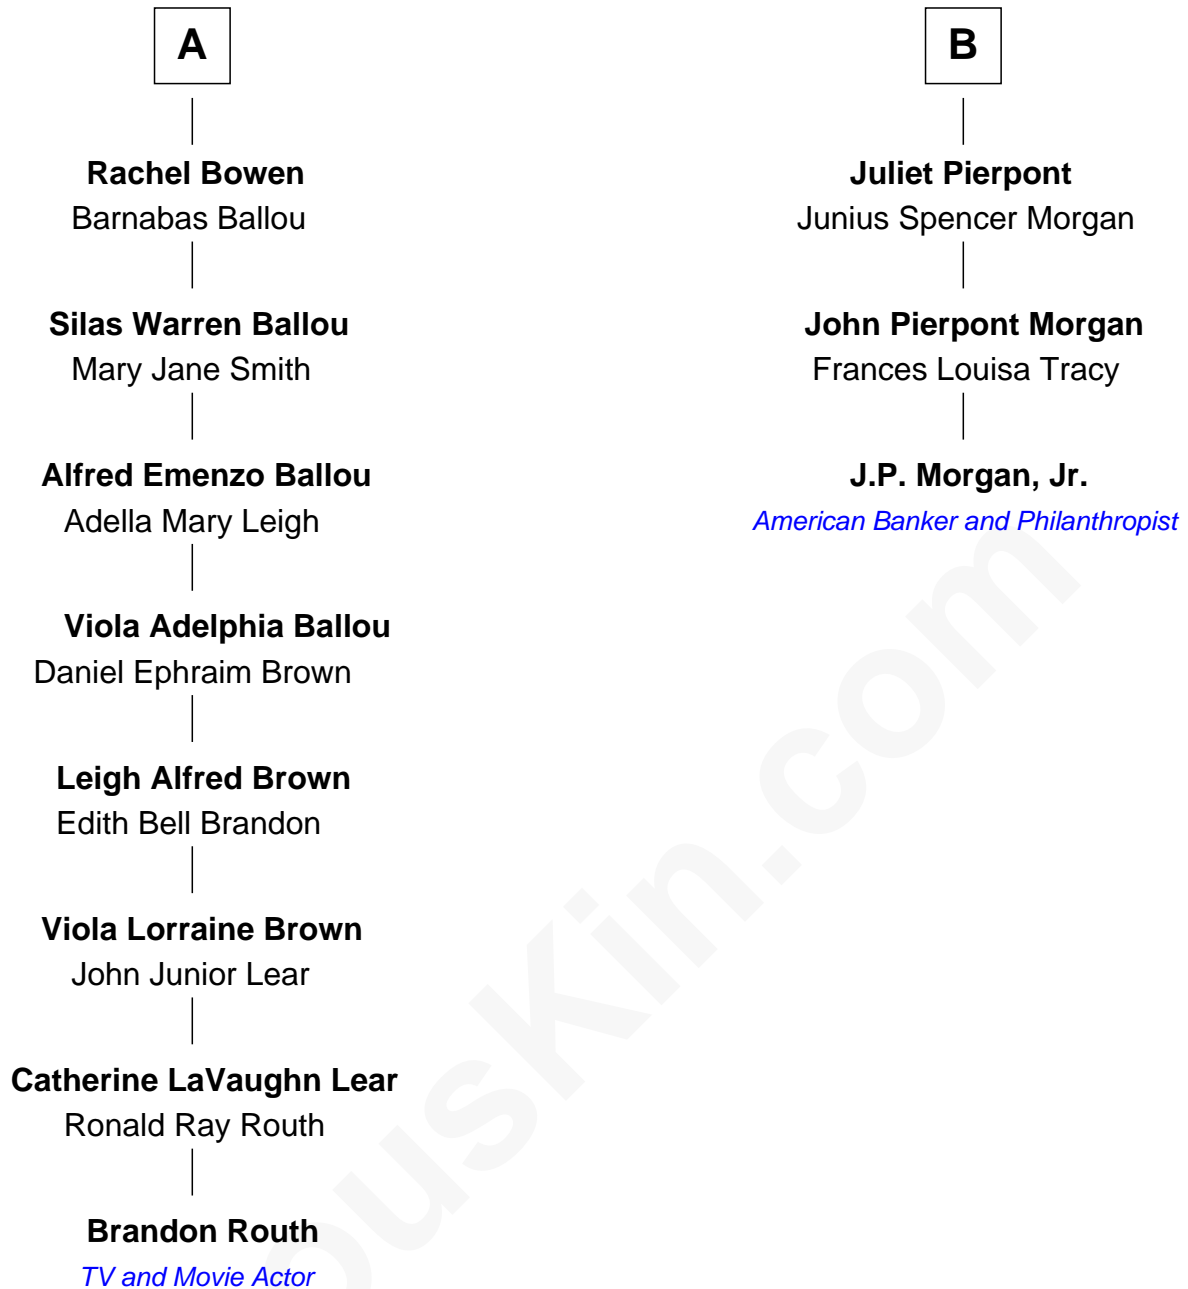 A
Rachel Bowen
Barnabas Ballou
Silas Warren Ballou
Mary Jane Smith
Alfred Emenzo Ballou
Adella Mary Leigh
Viola Adelphia Ballou
Daniel Ephraim Brown
Leigh Alfred Brown
Edith Bell Brandon
Viola Lorraine Brown
John Junior Lear
Catherine LaVaughn Lear
Ronald Ray Routh
Brandon Routh
TV and Movie Actor
B
Juliet Pierpont
Junius Spencer Morgan
John Pierpont Morgan
Frances Louisa Tracy
J.P. Morgan, Jr.
American Banker and Philanthropist
ousKin.com